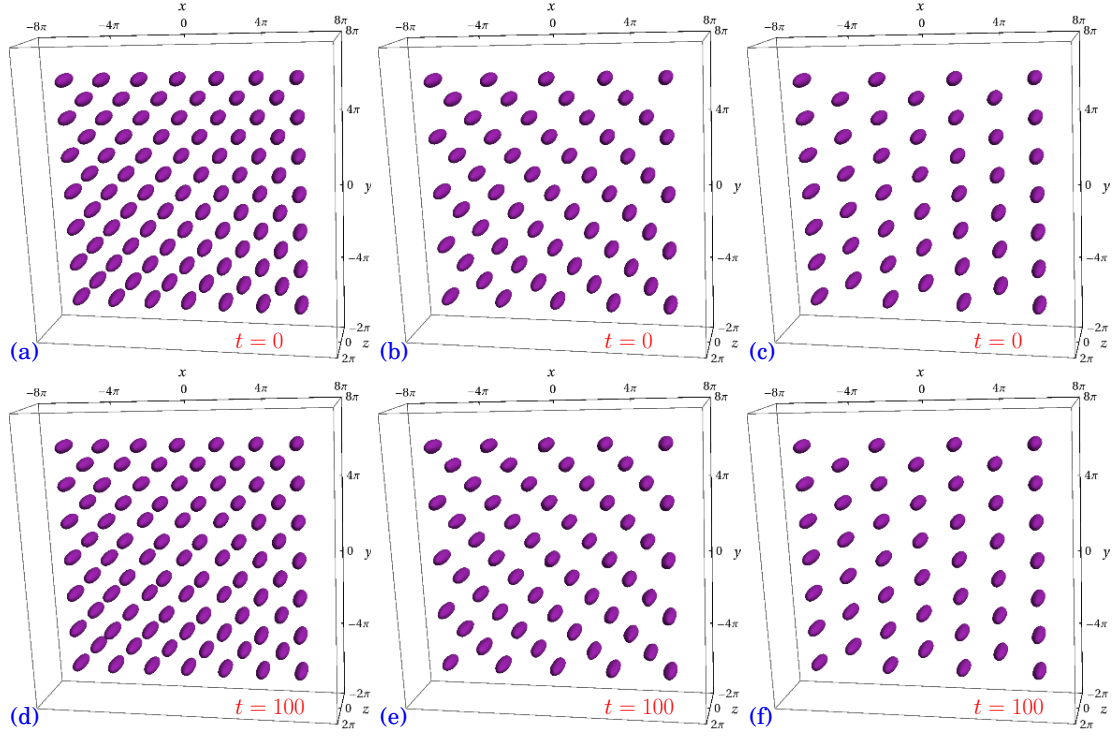 x x x
−8π −4π 0 4π 8π −8π −4π 0 4π 8π −8π −4π 0 4π 8π
8π 8π 8π
4π 4π 4π
0 y 0 y 0 y
−4π −4π −4π
−2π −2π −2π
0 z 0 z 0 z
(a) t = 0 (b) t = 0 (c) t = 0
2π 2π 2π
x x x
−8π −4π 0 4π 8π −8π −4π 0 4π 8π −8π −4π 0 4π 8π
8π 8π 8π
4π 4π 4π
0 y 0 y 0 y
−4π −4π −4π
−2π −2π −2π
0 z 0 z 0 z
(d) t = 100 (e) t = 100 (f) t = 100
2π 2π 2π